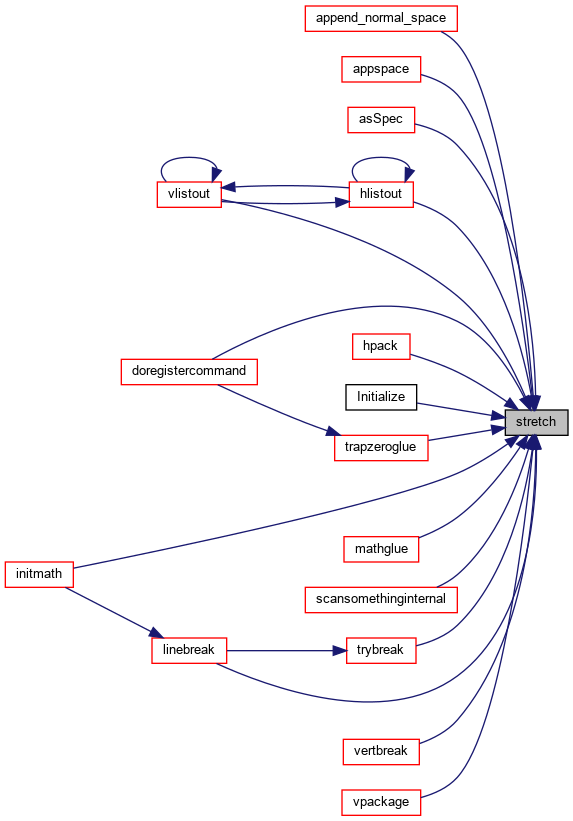 append_normal_space
appspace
asSpec
vlistout
hlistout
doregistercommand
hpack
Initialize
stretch
trapzeroglue
mathglue
initmath
scansomethinginternal
linebreak
trybreak
vertbreak
vpackage